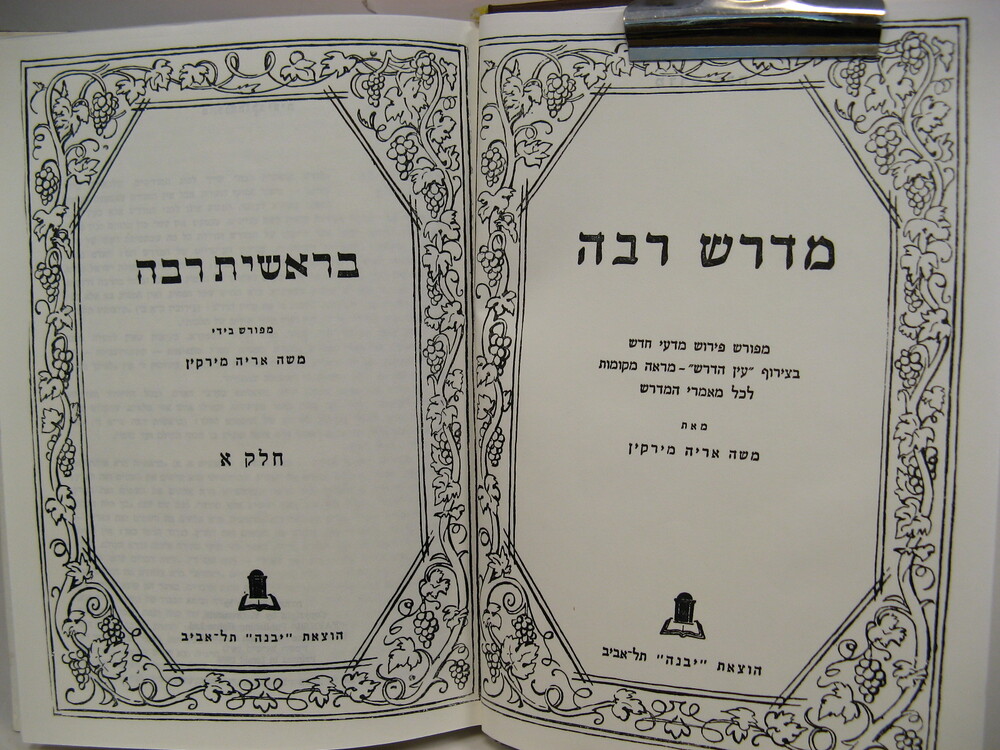 מדרש רבה
מפורש פירוש מדעי חדש
בצירוף "עין הדרש" – מראה מקומות
לכל מאמרי המדרש
מאת
משה אריה מירקין
הוצאת "יבנה" תל־אביב
בראשית רבה
מפורש בידי
משה אריה מירקין
חלק א
הוצאת "יבנה" תל־אביב